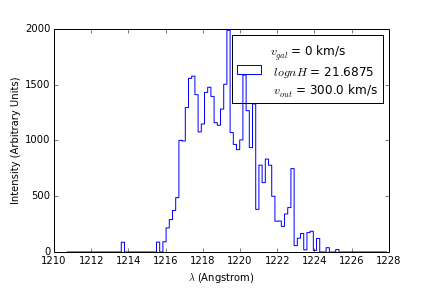 2000
1500
1000
500
0
Intensity (Arbitrary Units)
v_gal = 0 km/s
lognH = 21.6875
v_out = 300.0 km/s
1210 1212 1214 1216 1218 1220 1222 1224 1226 1228
λ (Angstrom)